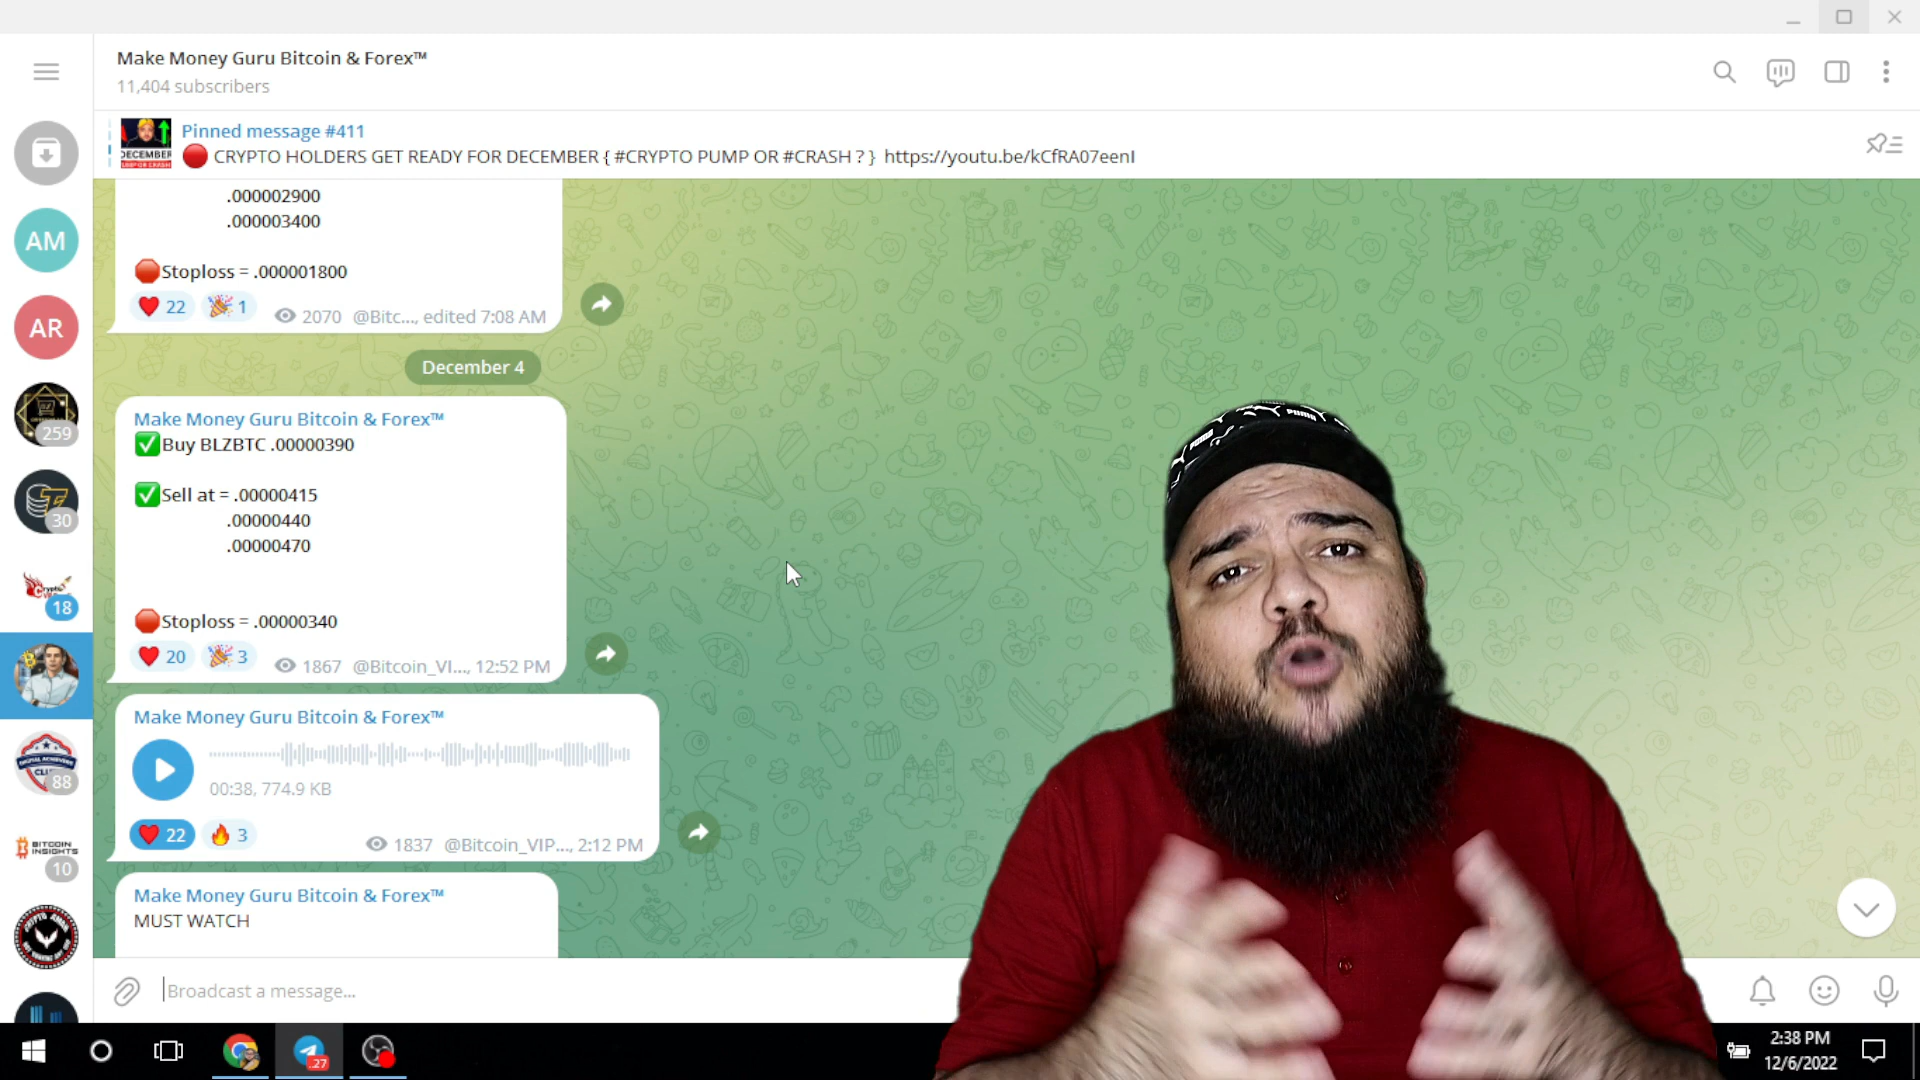 Make Money Guru Bitcoin & Forex™
11,404 subscribers
Pinned message #411
🔴 CRYPTO HOLDERS GET READY FOR DECEMBER { #CRYPTO PUMP OR #CRASH ? } https://youtu.be/kCfRA07eenI
DECEMBER
.000002900
.000003400
🛑Stoploss = .000001800
❤️ 22 🎉 1 2070 @Bitc..., edited 7:08 AM
December 4
Make Money Guru Bitcoin & Forex™
✅Buy BLZBTC .00000390
✅Sell at = .00000415
.00000440
.00000470
🛑Stoploss = .00000340
❤️ 20 🎉 3 1867 @Bitcoin_VI..., 12:52 PM
Make Money Guru Bitcoin & Forex™
00:38, 774.9 KB
❤️ 22 🔥 3 1837 @Bitcoin_VIP..., 2:12 PM
Make Money Guru Bitcoin & Forex™
MUST WATCH
Broadcast a message...
AM
AR
259
30
18
88
BITCOIN
INSIGHTS
10
.27
2:38 PM
12/6/2022